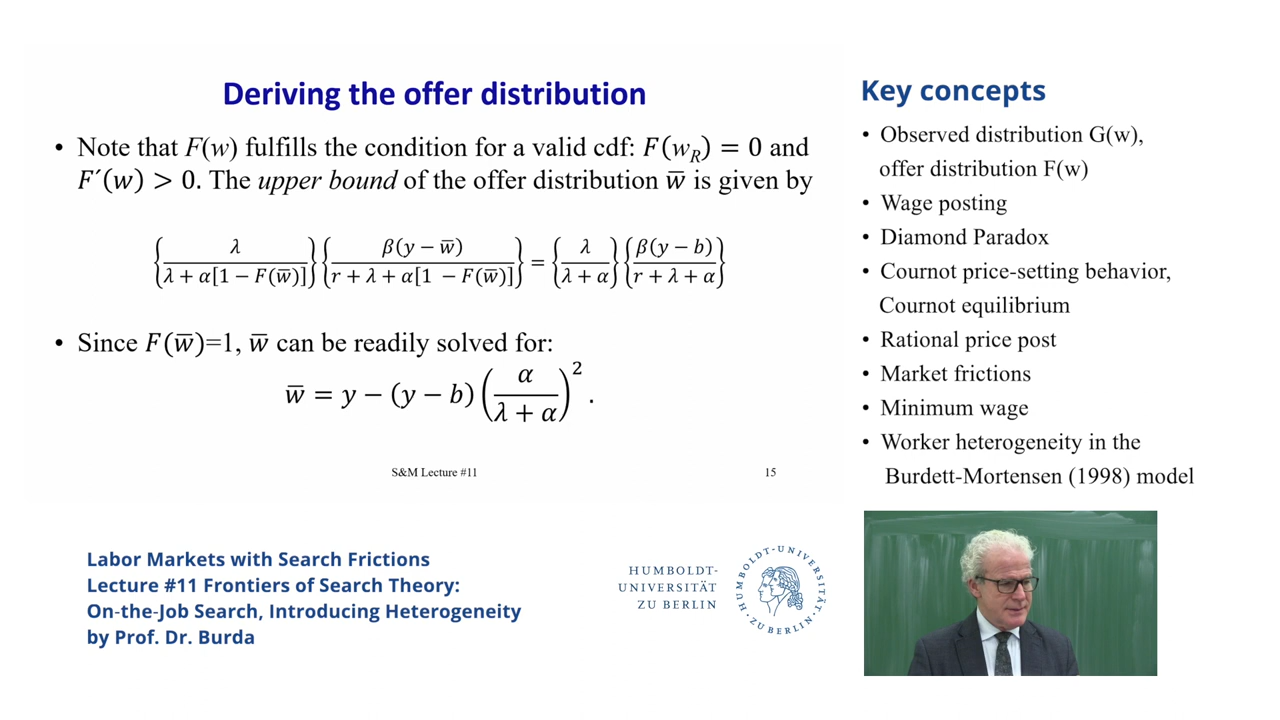 Deriving the offer distribution
• Note that F(w) fulfills the condition for a valid cdf: F(w_R) = 0 and
F´(w) > 0. The upper bound of the offer distribution w̅ is given by
{λ / (λ + α[1 − F(w̅)])} {β(y − w̅) / (r + λ + α[1 − F(w̅)])} = {λ / (λ + α)} {β(y − b) / (r + λ + α)}
• Since F(w̅)=1, w̅ can be readily solved for:
w̅ = y − (y − b) (α / (λ + α))².
S&M Lecture #11
15
Key concepts
• Observed distribution G(w),
offer distribution F(w)
• Wage posting
• Diamond Paradox
• Cournot price-setting behavior,
Cournot equilibrium
• Rational price post
• Market frictions
• Minimum wage
• Worker heterogeneity in the
Burdett-Mortensen (1998) model
Labor Markets with Search Frictions
Lecture #11 Frontiers of Search Theory:
On-the-Job Search, Introducing Heterogeneity
by Prof. Dr. Burda
HUMBOLDT-
UNIVERSITÄT
ZU BERLIN
HUMBOLDT-UNIVERSITÄT
ZU BERLIN